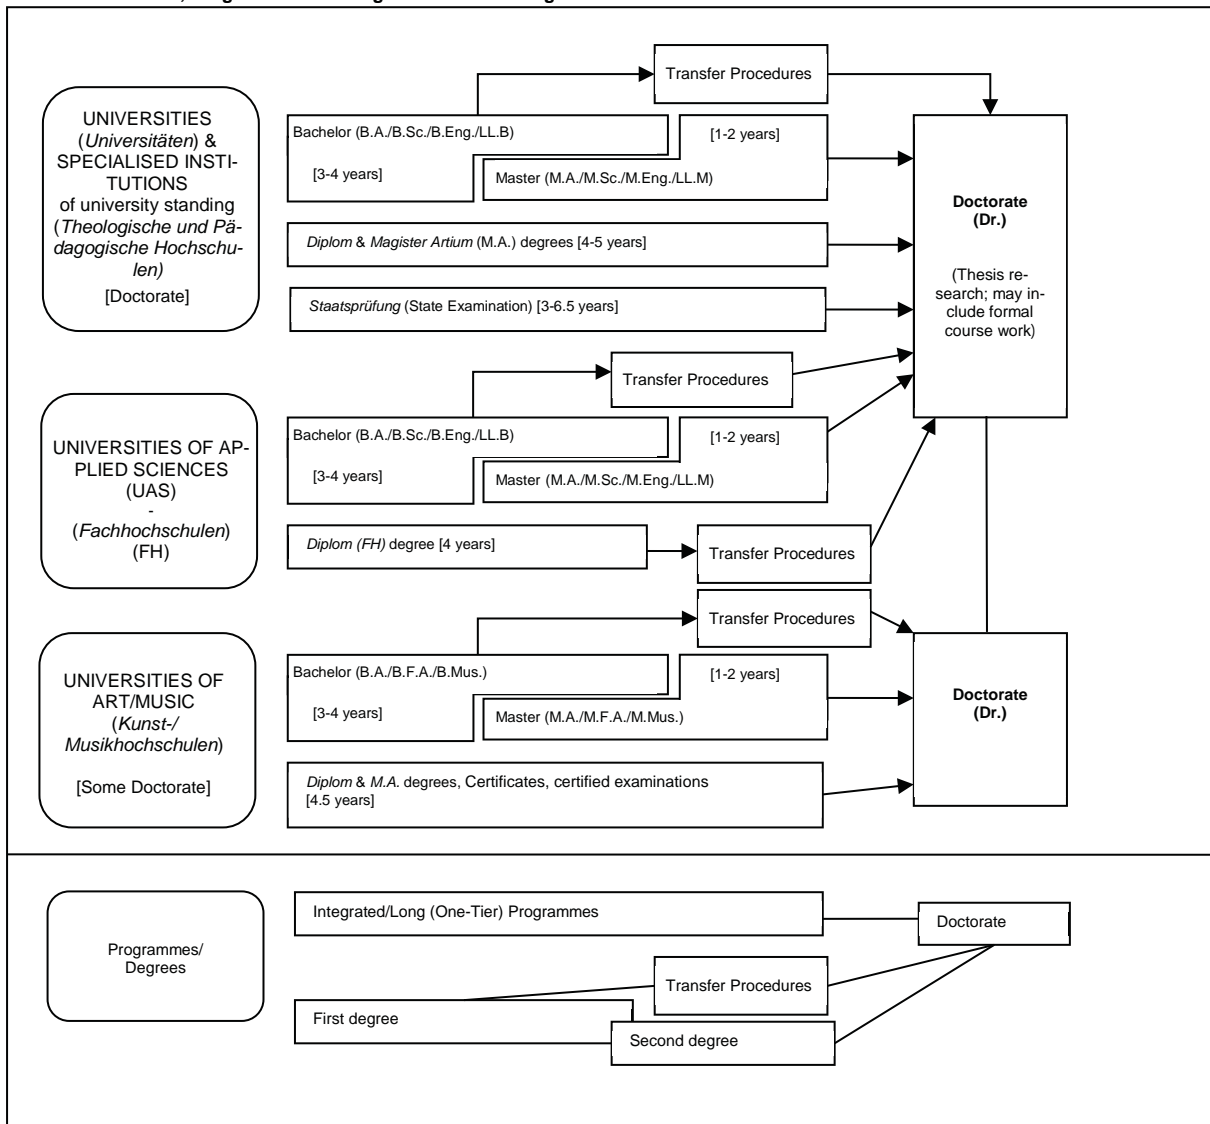 Transfer Procedures
UNIVERSITIES
(Universitäten) &
SPECIALISED INSTI-
TUTIONS
of university standing
(Theologische und Pä-
dagogische Hochschu-
len)
[Doctorate]
Bachelor (B.A./B.Sc./B.Eng./LL.B)
[3-4 years]
[1-2 years]
Master (M.A./M.Sc./M.Eng./LL.M)
Diplom & Magister Artium (M.A.) degrees [4-5 years]
Staatsprüfung (State Examination) [3-6.5 years]
Doctorate
(Dr.)
(Thesis re-
search; may in-
clude formal
course work)
Transfer Procedures
UNIVERSITIES OF AP-
PLIED SCIENCES
(UAS)
-
(Fachhochschulen)
(FH)
Bachelor (B.A./B.Sc./B.Eng./LL.B)
[3-4 years]
[1-2 years]
Master (M.A./M.Sc./M.Eng./LL.M)
Diplom (FH) degree [4 years]
Transfer Procedures
Transfer Procedures
UNIVERSITIES OF
ART/MUSIC
(Kunst-/
Musikhochschulen)
[Some Doctorate]
Bachelor (B.A./B.F.A./B.Mus.)
[3-4 years]
[1-2 years]
Master (M.A./M.F.A./M.Mus.)
Diplom & M.A. degrees, Certificates, certified examinations
[4.5 years]
Doctorate
(Dr.)
Programmes/
Degrees
Integrated/Long (One-Tier) Programmes
Doctorate
Transfer Procedures
First degree
Second degree